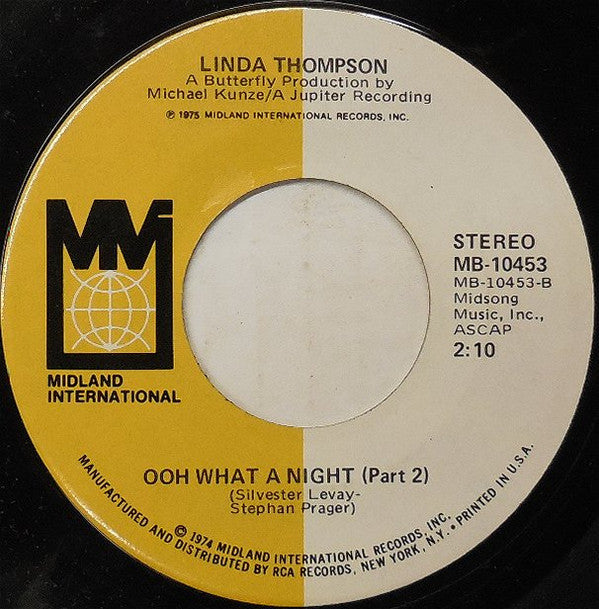 LINDA THOMPSON
A Butterfly Production by
Michael Kunze/A Jupiter Recording
℗ 1975 MIDLAND INTERNATIONAL RECORDS, INC.
MM
MIDLAND
INTERNATIONAL
STEREO
MB-10453
MB-10453-B
Midsong
Music, Inc.,
ASCAP
2:10
OOH WHAT A NIGHT (Part 2)
(Silvester Levay-
Stephan Prager)
© 1974 MIDLAND INTERNATIONAL RECORDS, INC.
MANUFACTURED AND DISTRIBUTED BY RCA RECORDS, NEW YORK, N.Y. • PRINTED IN U.S.A.